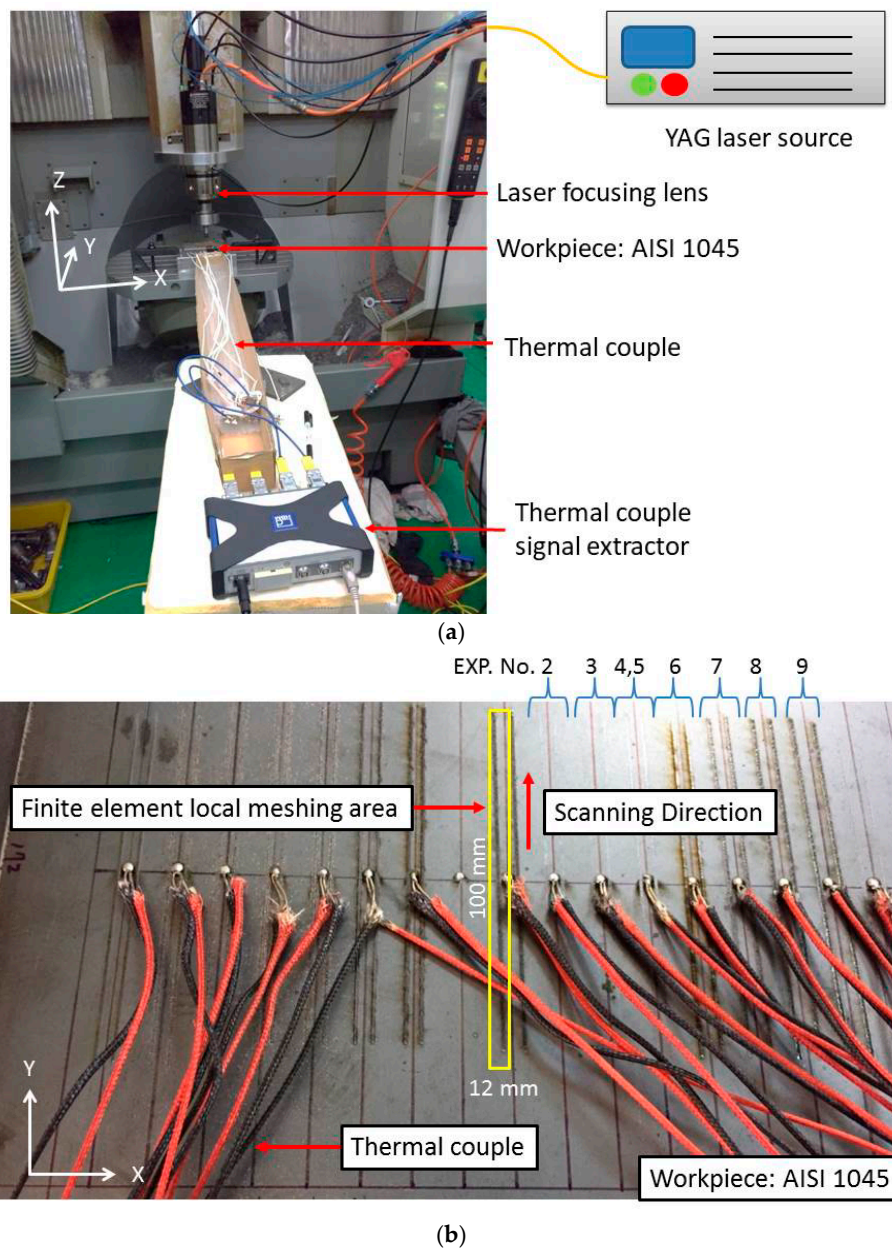 YAG laser source
Laser focusing lens
Z
Y
X
Workpiece: AISI 1045
Thermal couple
Thermal couple
signal extractor
(a)
EXP. No. 2 3 4,5 6 7 8 9
Finite element local meshing area
Scanning Direction
100 mm
12 mm
Y
X
Thermal couple
Workpiece: AISI 1045
(b)